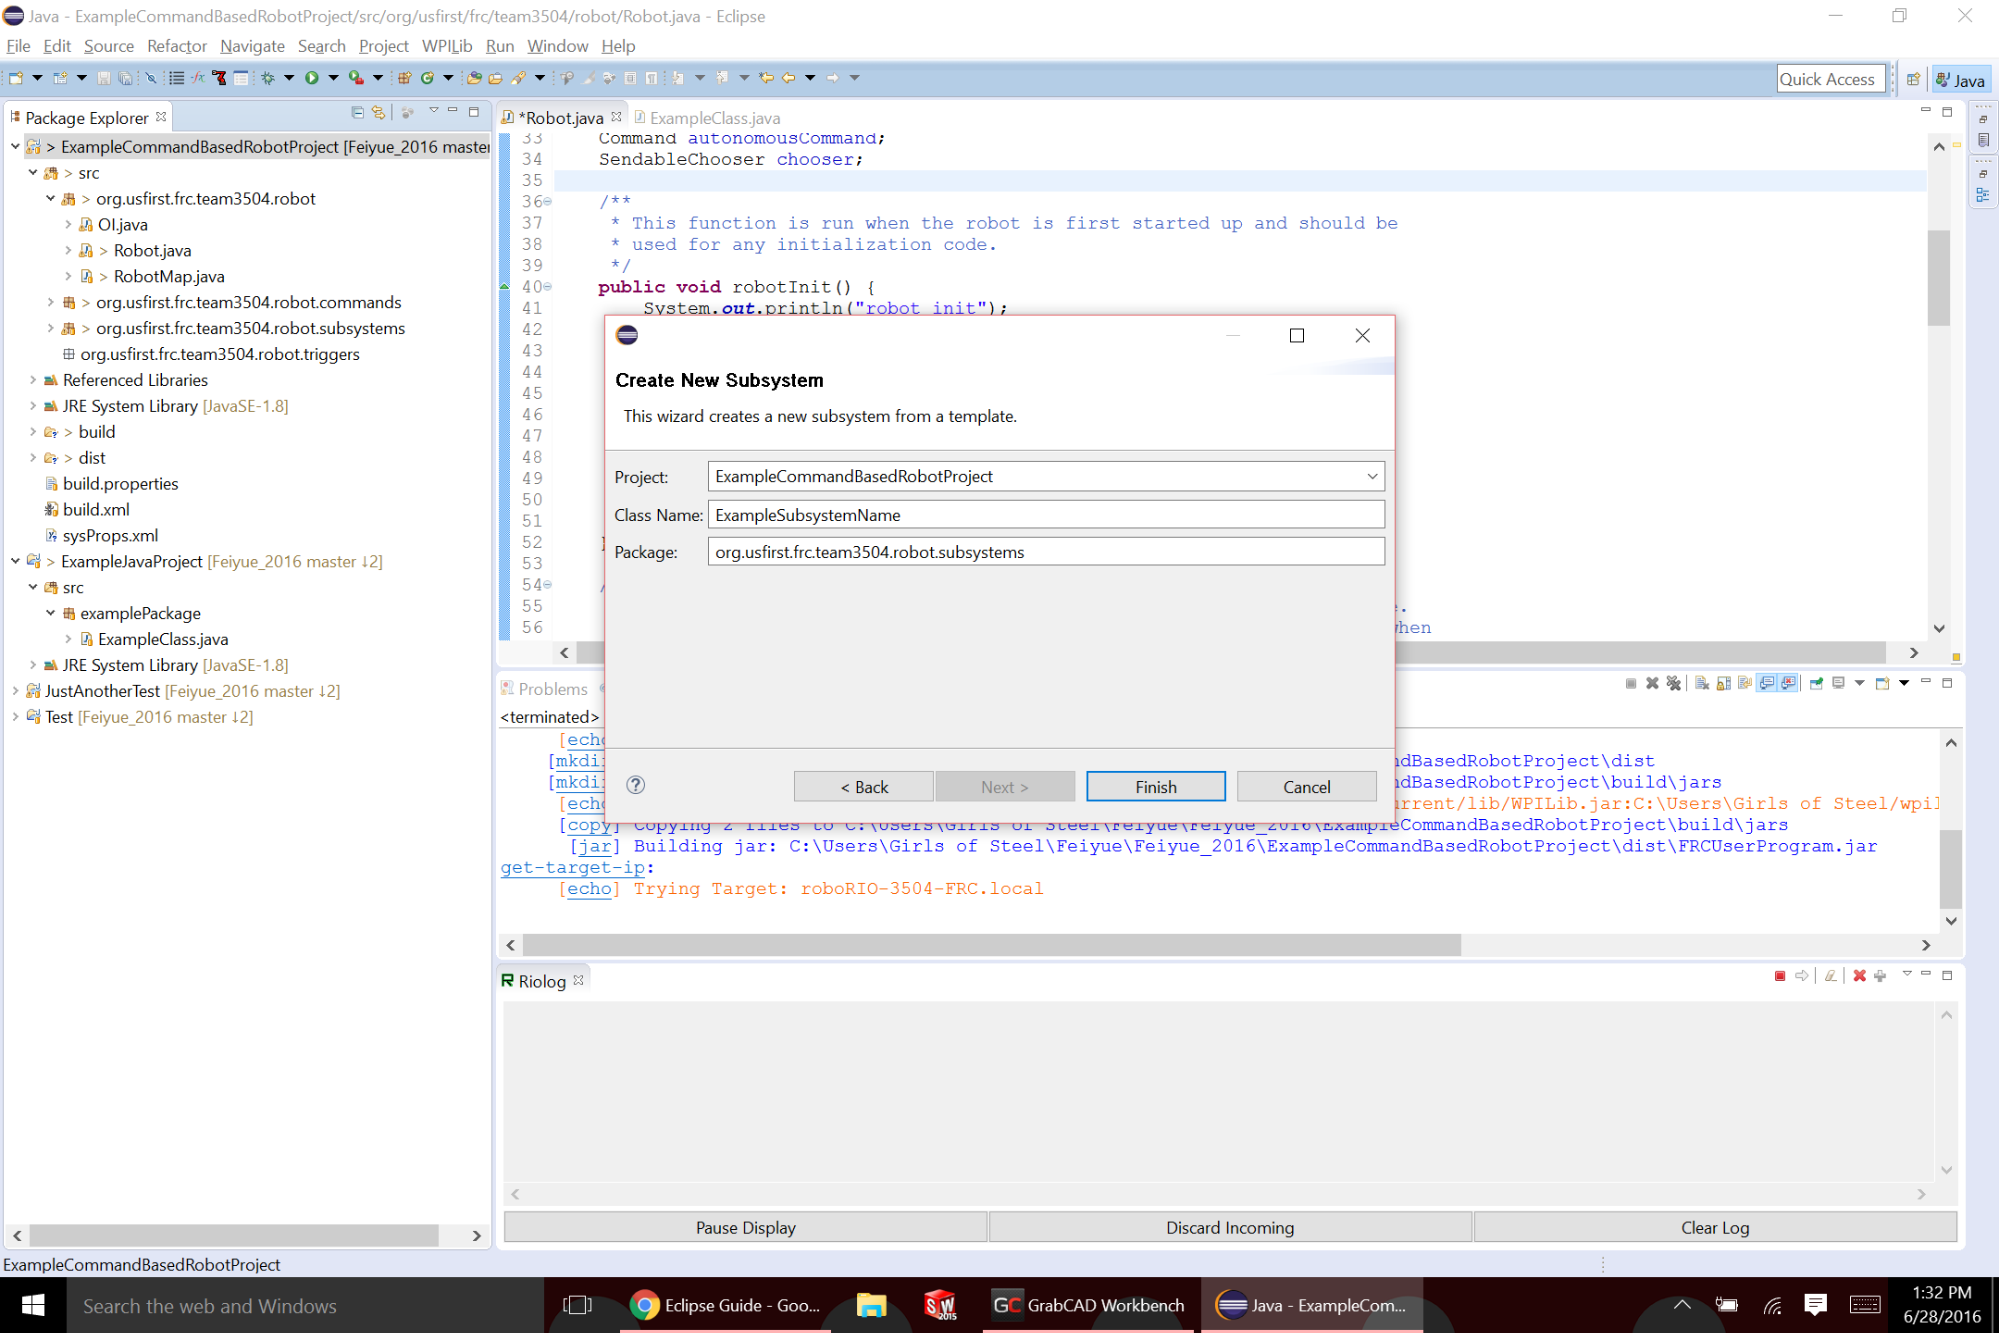 Java - ExampleCommandBasedRobotProject/src/org/usfirst/frc/team3504/robot/Robot.java - Eclipse
File Edit Source Refactor Navigate Search Project WPILib Run Window Help
Quick Access
Java
Package Explorer
> ExampleCommandBasedRobotProject [Feiyue_2016 master
> src
> org.usfirst.frc.team3504.robot
OI.java
> Robot.java
> RobotMap.java
> org.usfirst.frc.team3504.robot.commands
> org.usfirst.frc.team3504.robot.subsystems
org.usfirst.frc.team3504.robot.triggers
Referenced Libraries
JRE System Library [JavaSE-1.8]
> build
> dist
build.properties
build.xml
sysProps.xml
> ExampleJavaProject [Feiyue_2016 master ↓2]
src
examplePackage
ExampleClass.java
JRE System Library [JavaSE-1.8]
JustAnotherTest [Feiyue_2016 master ↓2]
Test [Feiyue_2016 master ↓2]
*Robot.java
ExampleClass.java
33 Command autonomousCommand;
34 SendableChooser chooser;
35
36 /**
37 * This function is run when the robot is first started up and should be
38 * used for any initialization code.
39 */
40 public void robotInit() {
41 System.out.println("robot init");
42
43
44
45
46
47
48
49
50
51
52
53
54
55
56 when
Create New Subsystem
This wizard creates a new subsystem from a template.
Project: ExampleCommandBasedRobotProject
Class Name: ExampleSubsystemName
Package: org.usfirst.frc.team3504.robot.subsystems
< Back Next > Finish Cancel
Problems
<terminated>
[echo
[mkdi dBasedRobotProject\dist
[mkdi dBasedRobotProject\build\jars
[echo rrent/lib/WPILib.jar:C:\Users\Girls of Steel/wpil
[copy] Copying 2 files to C:\Users\Girls of Steel\Feiyue\Feiyue_2016\ExampleCommandBasedRobotProject\build\jars
[jar] Building jar: C:\Users\Girls of Steel\Feiyue\Feiyue_2016\ExampleCommandBasedRobotProject\dist\FRCUserProgram.jar
get-target-ip:
[echo] Trying Target: roboRIO-3504-FRC.local
Riolog
Pause Display Discard Incoming Clear Log
ExampleCommandBasedRobotProject
Search the web and Windows
Eclipse Guide - Goo...
SW 2015
GC GrabCAD Workbench
Java - ExampleCom...
1:32 PM
6/28/2016